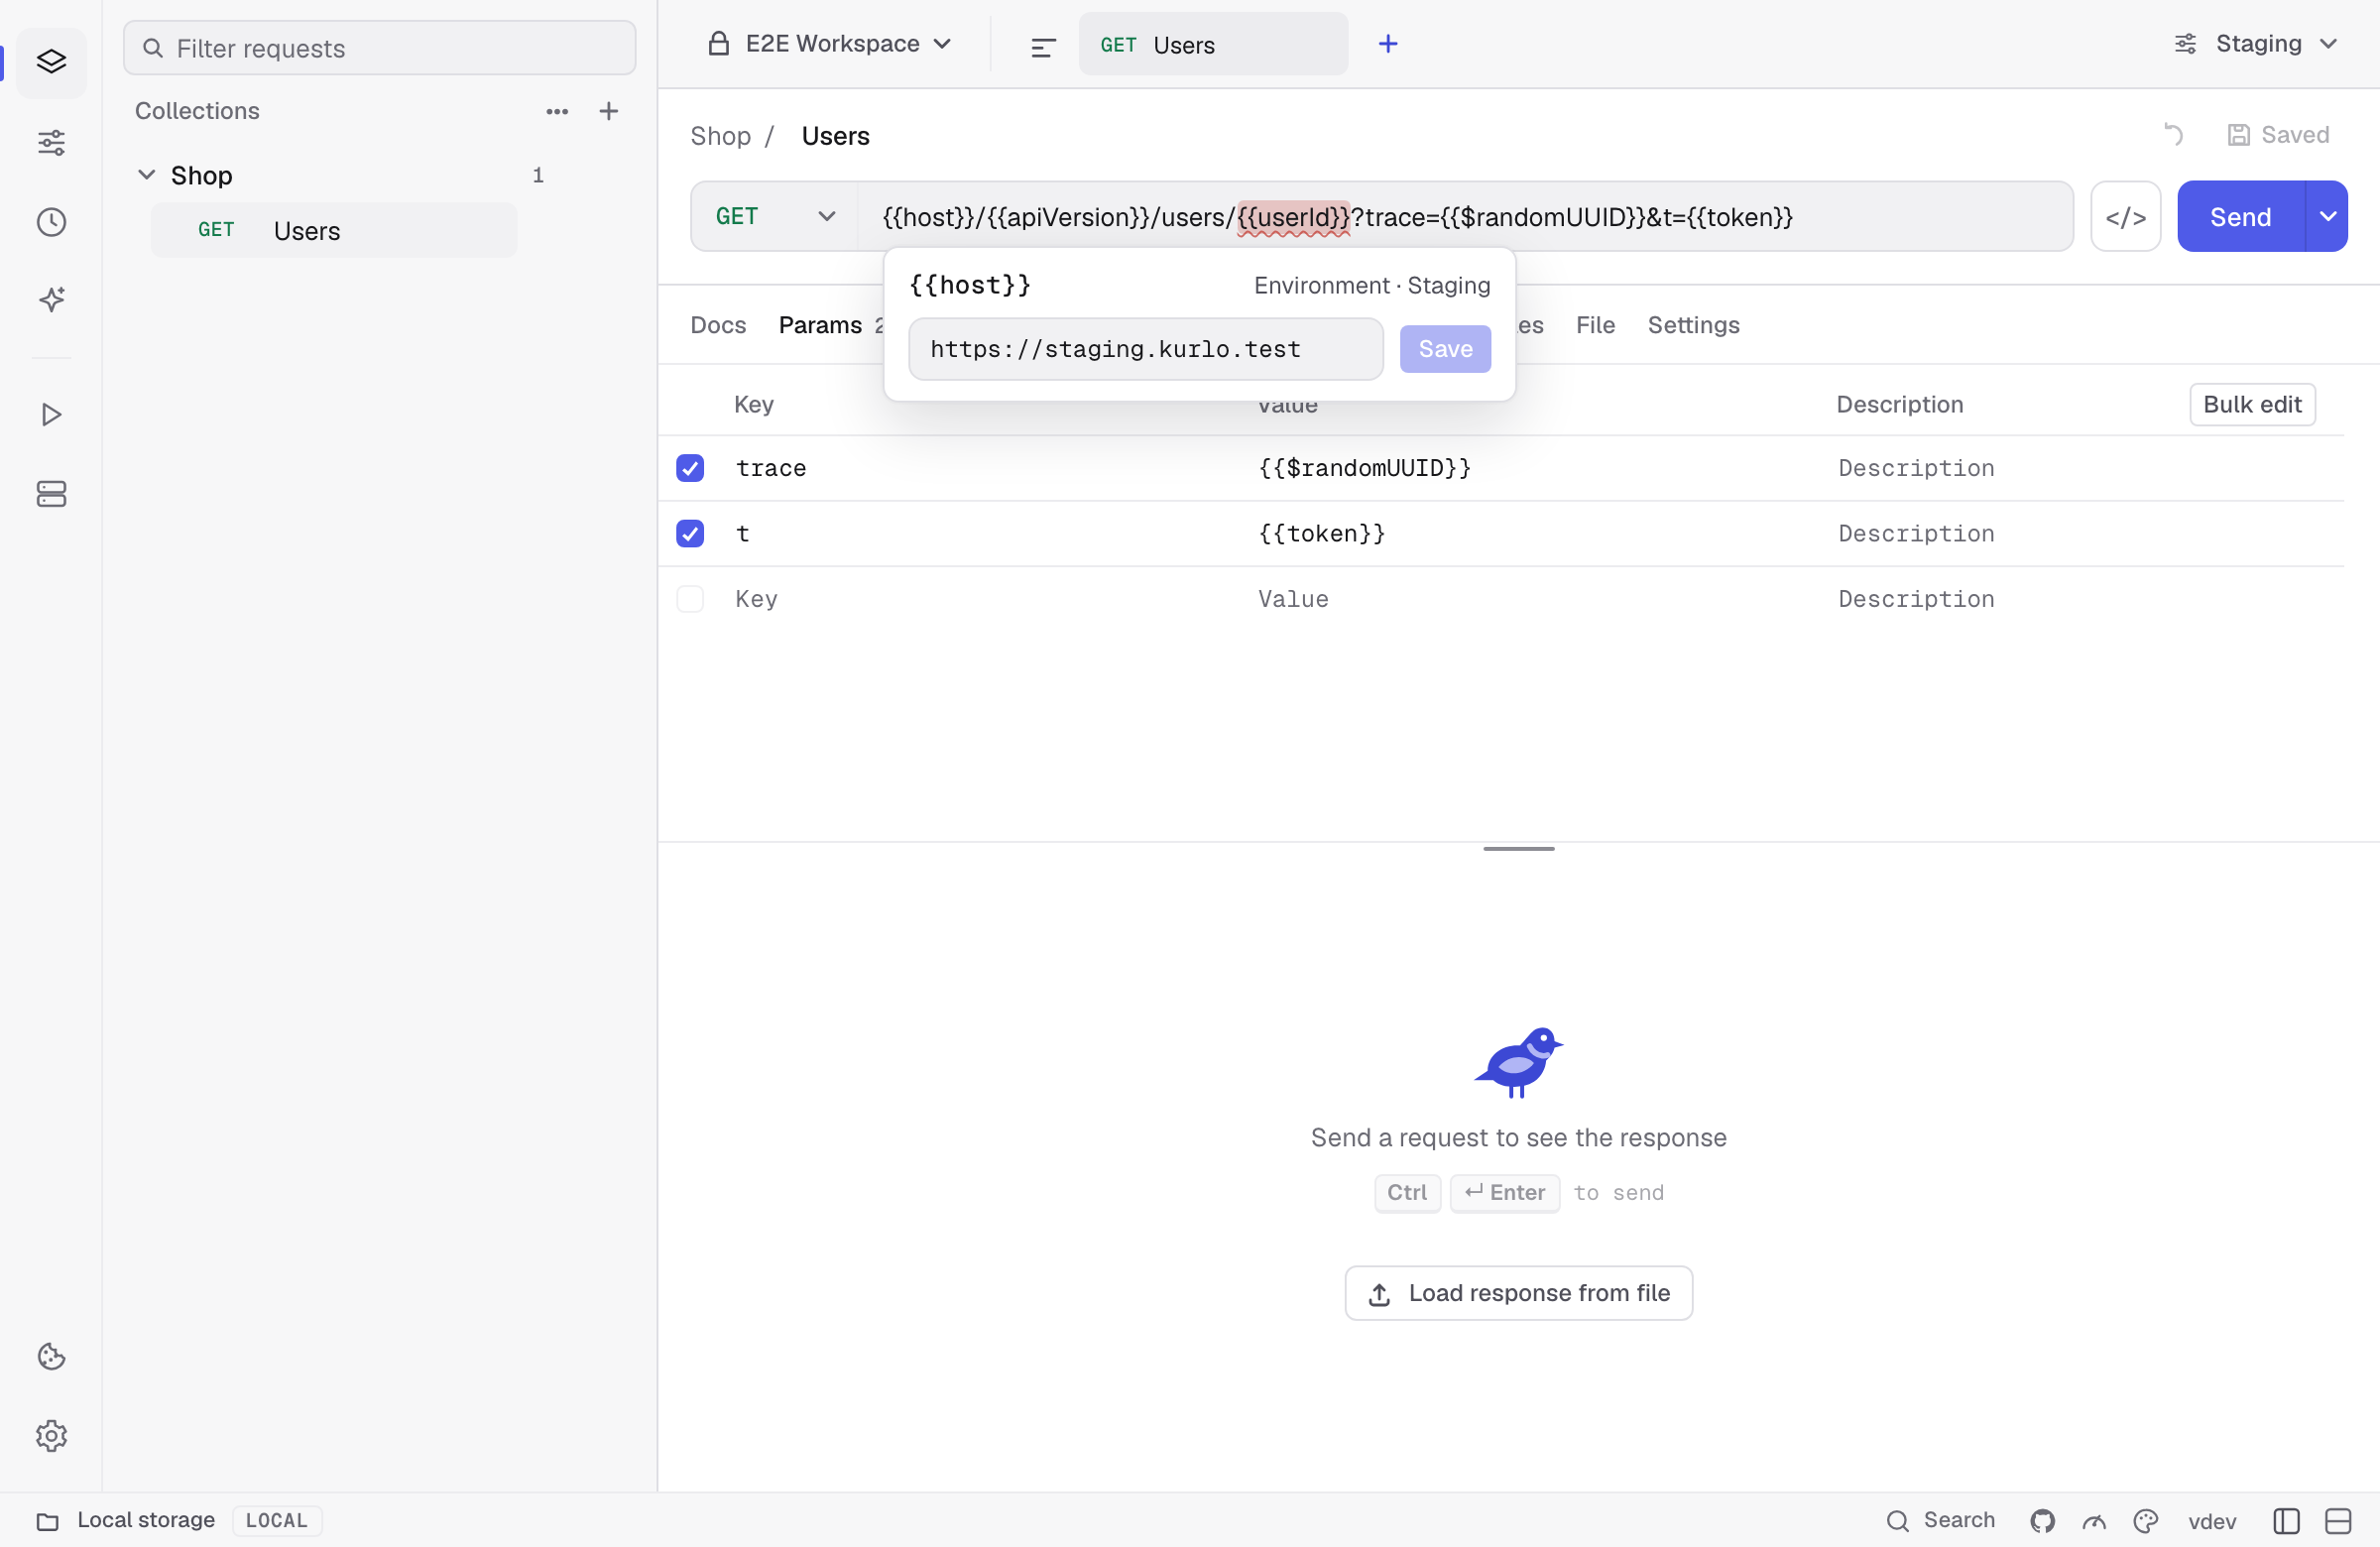 Filter requests
Collections
Shop 1
GET Users
E2E Workspace
GET Users
Staging
Shop / Users
Saved
GET
{{host}}/{{apiVersion}}/users/{{userId}}?trace={{$randomUUID}}&t={{token}}
</>
Send
{{host}} Environment · Staging
https://staging.kurlo.test Save
Docs Params File Settings
Key Value Description Bulk edit
trace {{$randomUUID}} Description
t {{token}} Description
Key Value Description
Send a request to see the response
Ctrl Enter to send
Load response from file
Local storage LOCAL
Search vdev